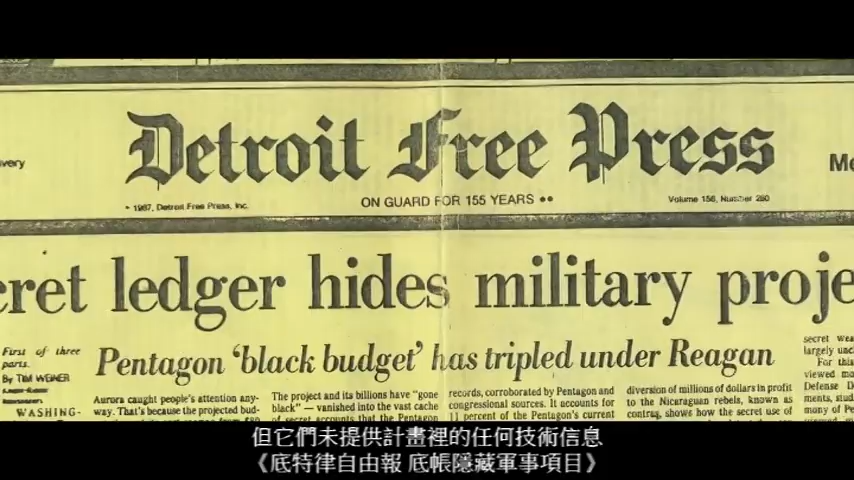 very
Detroit Free Press
ON GUARD FOR 155 YEARS ••
• 1987, Detroit Free Press, Inc.
Volume 156, Number 280
cret ledger hides military proje
Pentagon ‘black budget’ has tripled under Reagan
First of three
parts.
By TIM WEINER
WASHING-
Aurora caught people's attention any-
way. That's because the projected bud-
The project and its billions have “gone
black” — vanished into the vast cache
of secret accounts that the Pentagon
records, corroborated by Pentagon and
congressional sources. It accounts for
11 percent of the Pentagon's current
diversion of millions of dollars in profit
to the Nicaraguan rebels, known as
contras, shows how the secret use of
secret wea
largely unc
For this
viewed mo
Defense D
ments, stud
many of Pe
但它們未提供計畫裡的任何技術信息
《底特律自由報 底帳隱藏軍事項目》